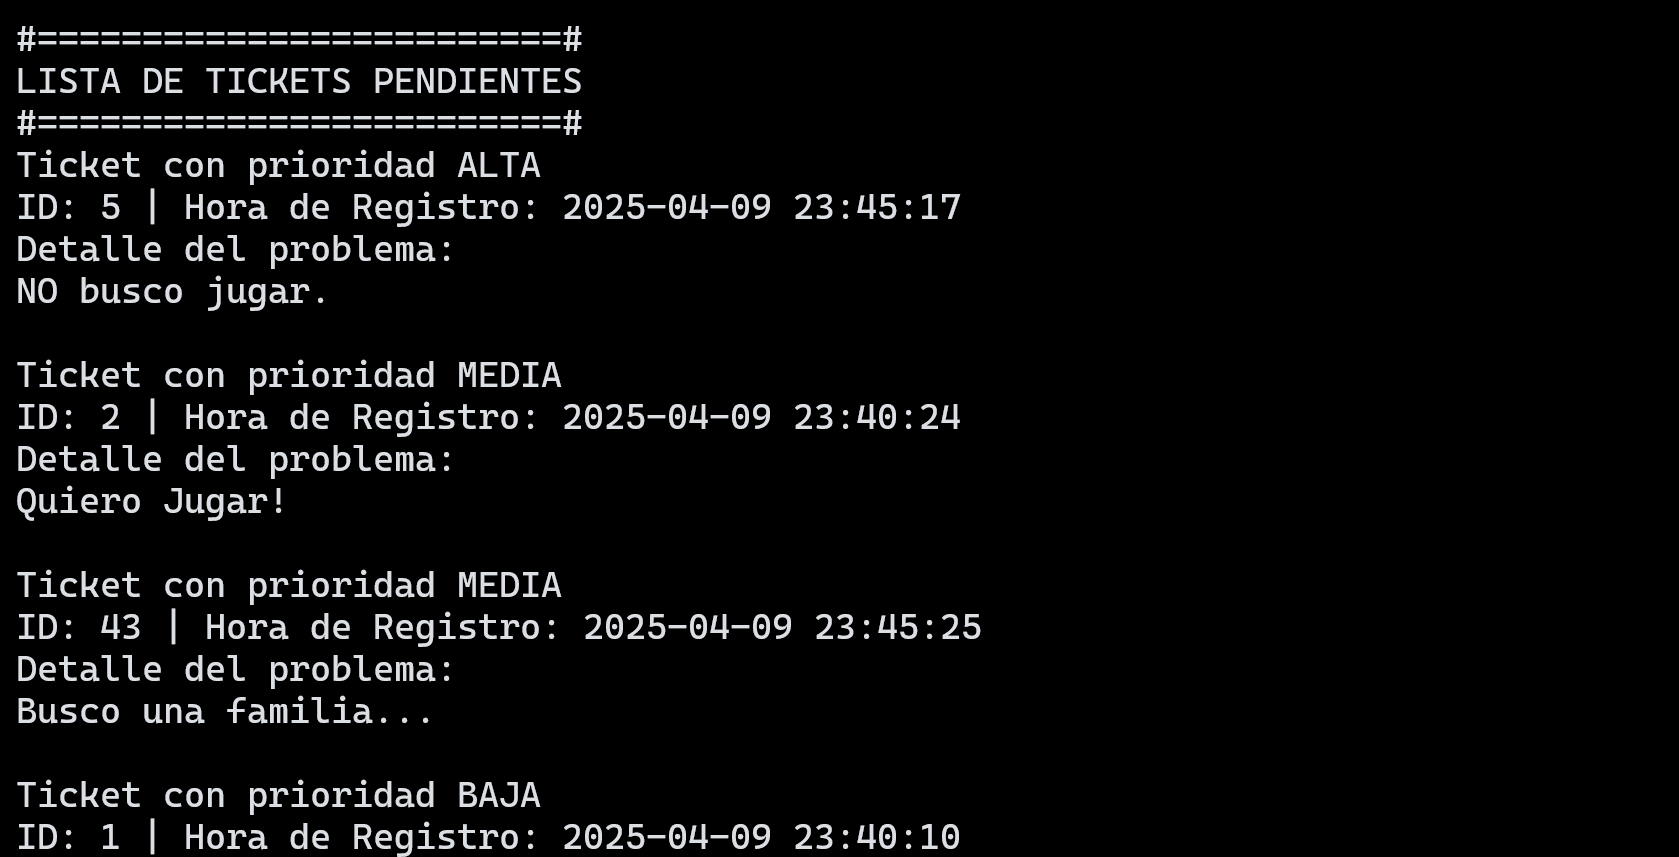 #=========================#
LISTA DE TICKETS PENDIENTES
#=========================#
Ticket con prioridad ALTA
ID: 5 | Hora de Registro: 2025-04-09 23:45:17
Detalle del problema:
NO busco jugar.
Ticket con prioridad MEDIA
ID: 2 | Hora de Registro: 2025-04-09 23:40:24
Detalle del problema:
Quiero Jugar!
Ticket con prioridad MEDIA
ID: 43 | Hora de Registro: 2025-04-09 23:45:25
Detalle del problema:
Busco una familia...
Ticket con prioridad BAJA
ID: 1 | Hora de Registro: 2025-04-09 23:40:10